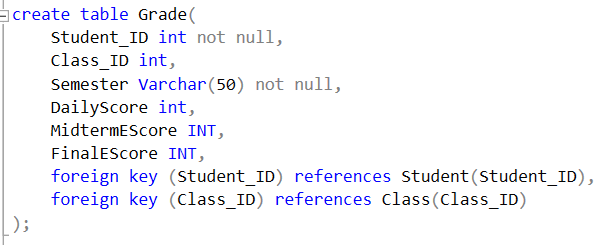 create table Grade(
Student_ID int not null,
Class_ID int,
Semester Varchar(50) not null,
DailyScore int,
MidtermEScore INT,
FinalEScore INT,
foreign key (Student_ID) references Student(Student_ID),
foreign key (Class_ID) references Class(Class_ID)
);